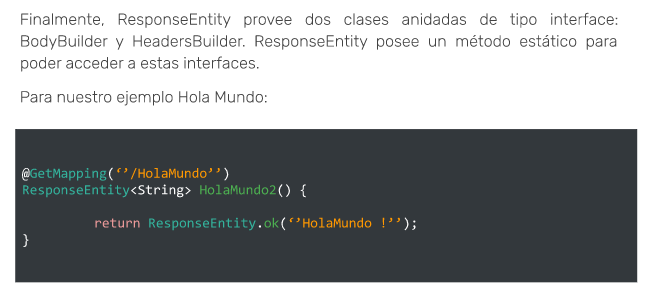 Finalmente, ResponseEntity provee dos clases anidadas de tipo interface:
BodyBuilder y HeadersBuilder. ResponseEntity posee un método estático para
poder acceder a estas interfaces.
Para nuestro ejemplo Hola Mundo:
@GetMapping(‘’/HolaMundo’’)
ResponseEntity<String> HolaMundo2() {
return ResponseEntity.ok(‘’HolaMundo !’’);
}